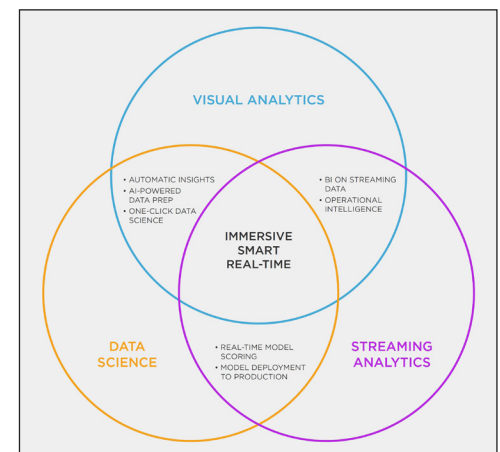 VISUAL ANALYTICS
• AUTOMATIC INSIGHTS
• AI-POWERED
DATA PREP
• ONE-CLICK DATA
SCIENCE
• BI ON STREAMING
DATA
• OPERATIONAL
INTELLIGENCE
IMMERSIVE
SMART
REAL-TIME
DATA
SCIENCE
• REAL-TIME MODEL
SCORING
• MODEL DEPLOYMENT
TO PRODUCTION
STREAMING
ANALYTICS